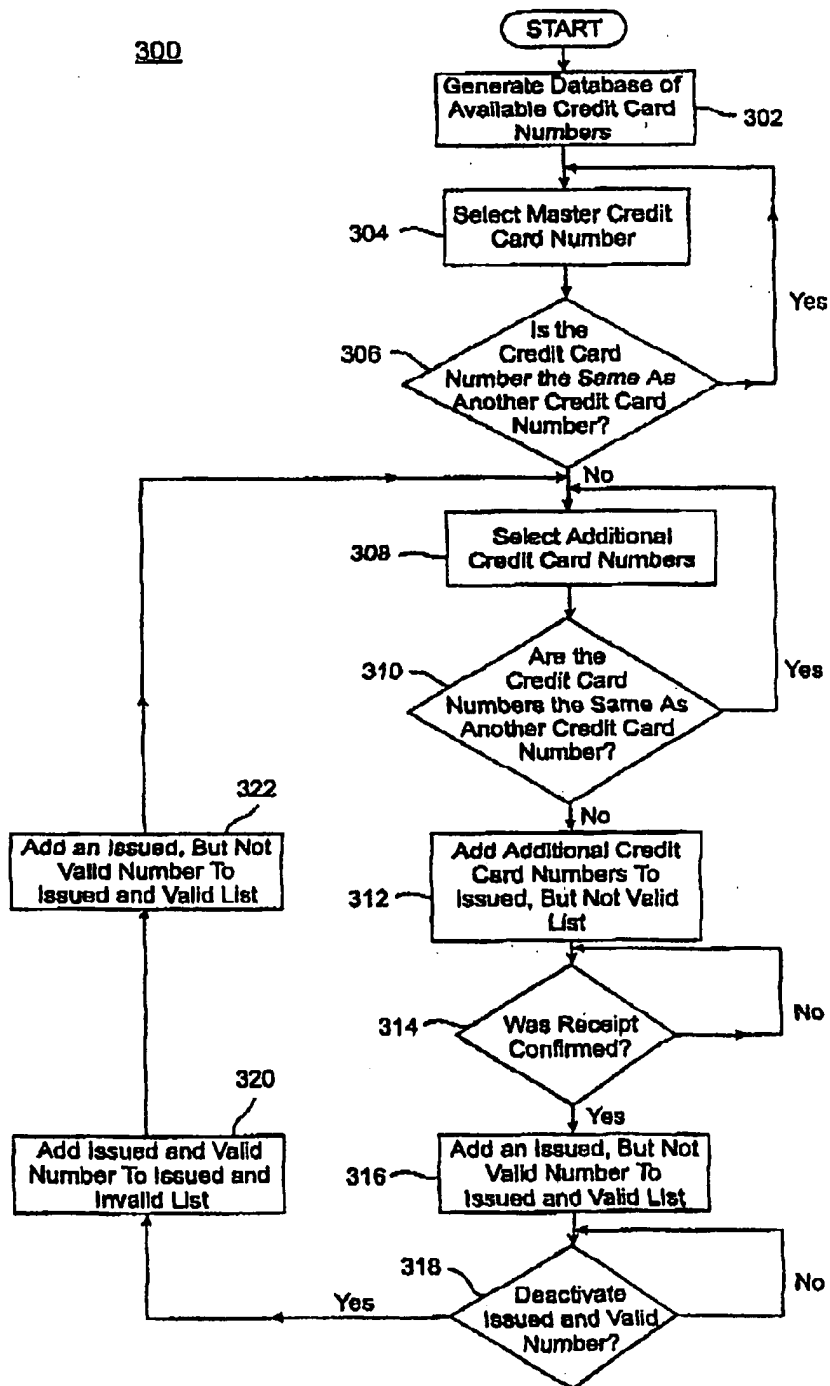 300
START
Generate Database of
Available Credit Card
Numbers
302
304
Select Master Credit
Card Number
Yes
306
Is the
Credit Card
Number the Same As
Another Credit Card
Number?
No
308
Select Additional
Credit Card Numbers
310
Are the
Credit Card
Numbers the Same As
Another Credit Card
Number?
Yes
No
322
Add an Issued, But Not
Valid Number To
Issued and Valid List
312
Add Additional Credit
Card Numbers To
Issued, But Not Valid
List
314
Was Receipt
Confirmed?
No
Yes
320
Add Issued and Valid
Number To Issued and
Invalid List
316
Add an Issued, But Not
Valid Number To
Issued and Valid List
318
Deactivate
Issued and Valid
Number?
Yes
No